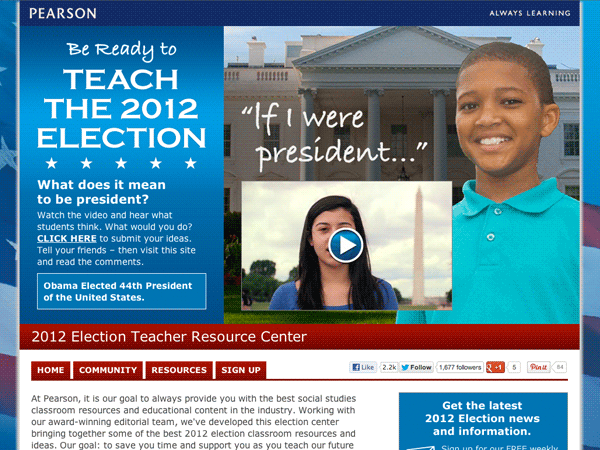 PEARSON
ALWAYS LEARNING
Be Ready to
TEACH
THE 2012
ELECTION
What does it mean
to be president?
Watch the video and hear what
students think. What would you do?
CLICK HERE to submit your ideas.
Tell your friends – then visit this site
and read the comments.
Obama Elected 44th President
of the United States.
"If I were
president..."
2012 Election Teacher Resource Center
HOME COMMUNITY RESOURCES SIGN UP
Like 2.2k Follow 1,677 followers +1 5 Pin it 84
At Pearson, it is our goal to always provide you with the best social studies
classroom resources and educational content in the industry. Working with
our award-winning editorial team, we've developed this election center
bringing together some of the best 2012 election classroom resources and
ideas. Our goal: to save you time and support you as you teach our future
Get the latest
2012 Election news
and information.
Sign up for our FREE weekly